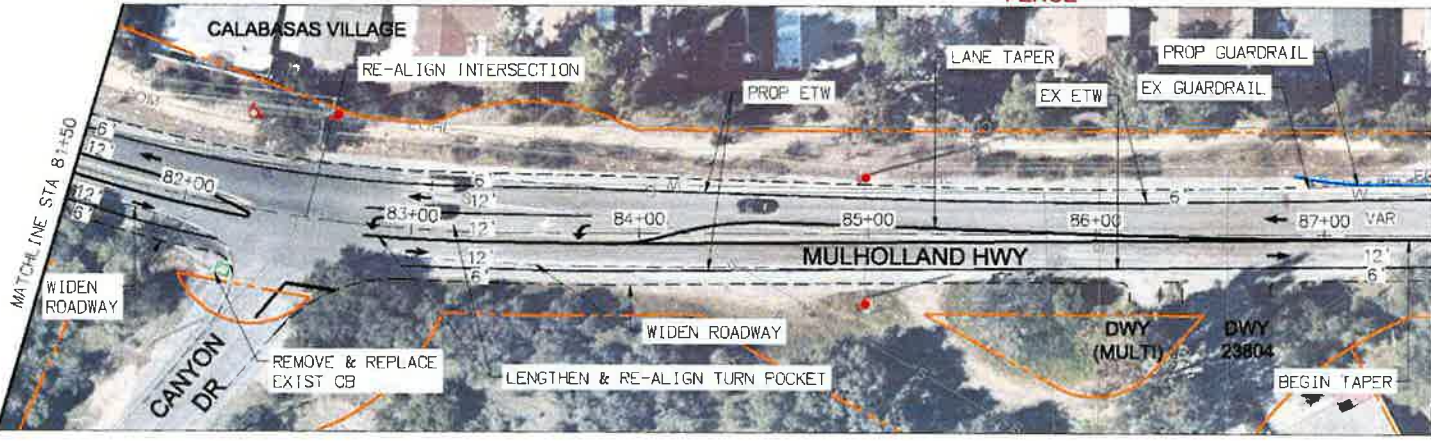 CALABASAS VILLAGE
RE-ALIGN INTERSECTION
PROP ETW
LANE TAPER
EX ETW
PROP GUARDRAIL
EX GUARDRAIL
MATCHLINE STA 81+50
6'
12'
12'
6'
82+00
6'
12'
83+00
12'
12'
6'
84+00
85+00
86+00
6'
87+00
VAR
12'
6'
MULHOLLAND HWY
WIDEN
ROADWAY
WIDEN ROADWAY
REMOVE & REPLACE
EXIST CB
CANYON
DR
LENGTHEN & RE-ALIGN TURN POCKET
DWY
(MULTI)
DWY
23804
BEGIN TAPER